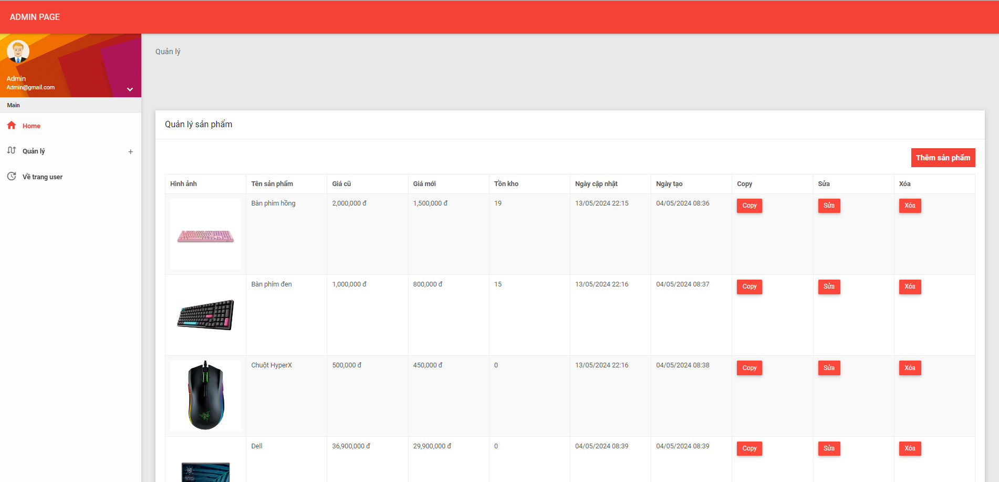 ADMIN PAGE
Admin
Admin@gmail.com
Main
Home
Quản lý
+
Về trang user
Quản lý
Quản lý sản phẩm
Thêm sản phẩm
Hình ảnh Tên sản phẩm Giá cũ Giá mới Tồn kho Ngày cập nhật Ngày tạo Copy Sửa Xóa
Bàn phím hồng 2,000,000 đ 1,500,000 đ 19 13/05/2024 22:15 04/05/2024 08:36 Copy Sửa Xóa
Bàn phím đen 1,000,000 đ 800,000 đ 15 13/05/2024 22:16 04/05/2024 08:37 Copy Sửa Xóa
Chuột HyperX 500,000 đ 450,000 đ 0 13/05/2024 22:16 04/05/2024 08:38 Copy Sửa Xóa
Dell 36,900,000 đ 29,900,000 đ 0 04/05/2024 08:39 04/05/2024 08:39 Copy Sửa Xóa